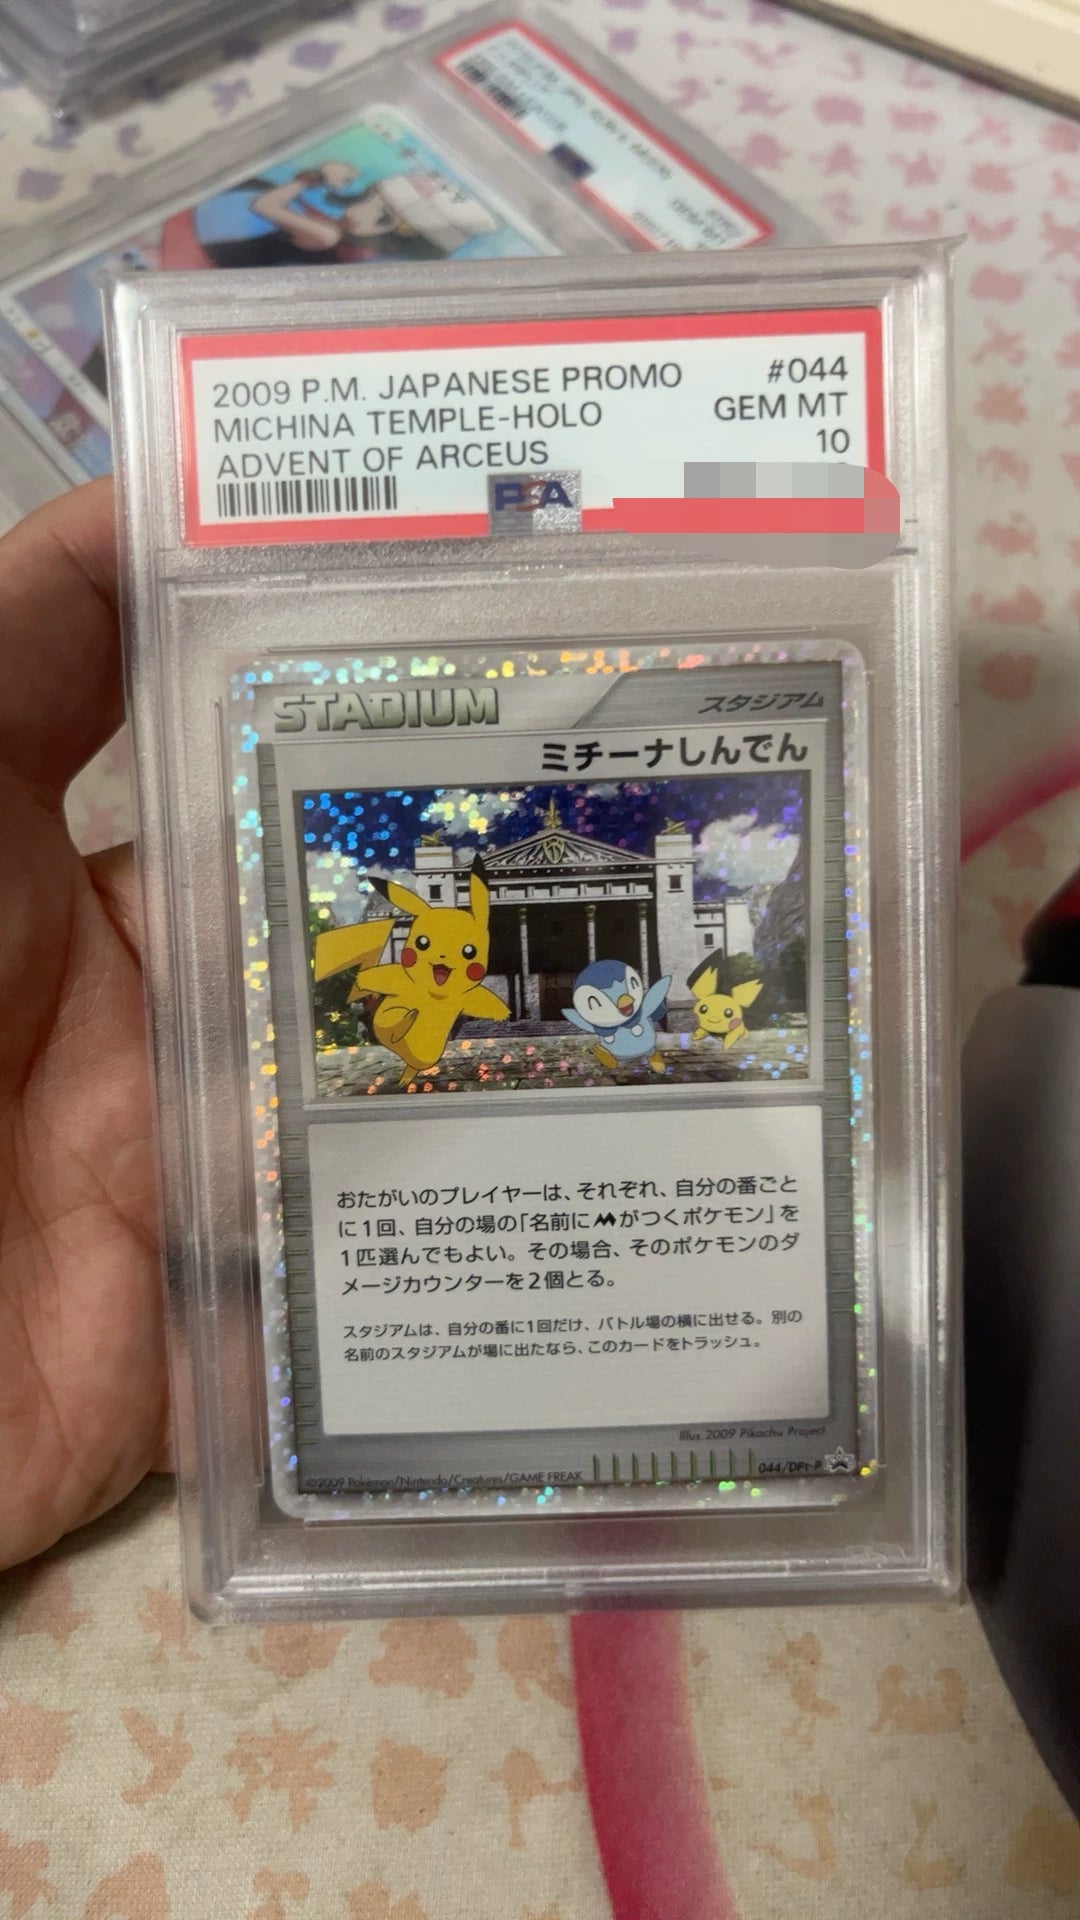 2009 P.M. JAPANESE PROMO #044
MICHINA TEMPLE-HOLO GEM MT
ADVENT OF ARCEUS 10
PSA
STADIUM スタジアム
ミチーナしんでん
おたがいのプレイヤーは、それぞれ、自分の番ごと
に1回、自分の場の「名前にMがつくポケモン」を
1匹選んでもよい。その場合、そのポケモンのダ
メージカウンターを2個とる。
スタジアムは、自分の番に1回だけ、バトル場の横に出せる。別の
名前のスタジアムが場に出たなら、このカードをトラッシュ。
Illus. 2009 Pikachu Project
©2009 Pokémon/Nintendo/Creatures/GAME FREAK 044/DPt-P